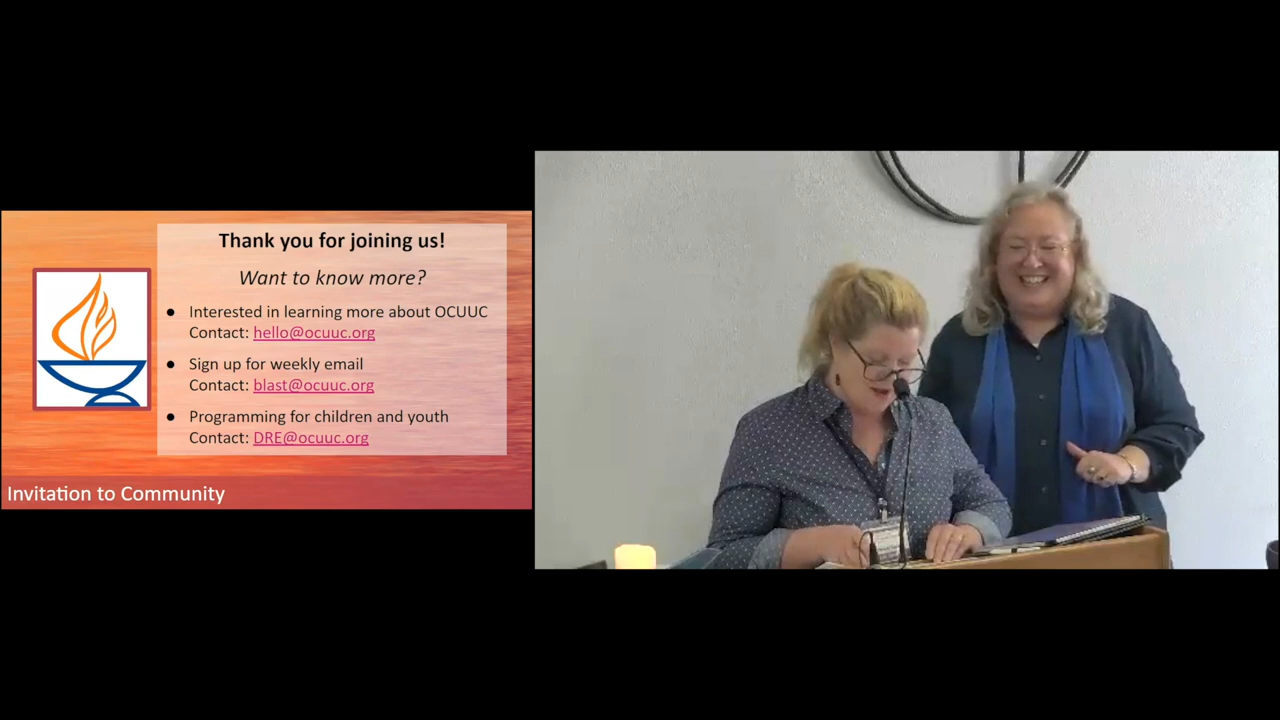 Thank you for joining us!
Want to know more?
● Interested in learning more about OCUUC
Contact: hello@ocuuc.org
● Sign up for weekly email
Contact: blast@ocuuc.org
● Programming for children and youth
Contact: DRE@ocuuc.org
Invitation to Community